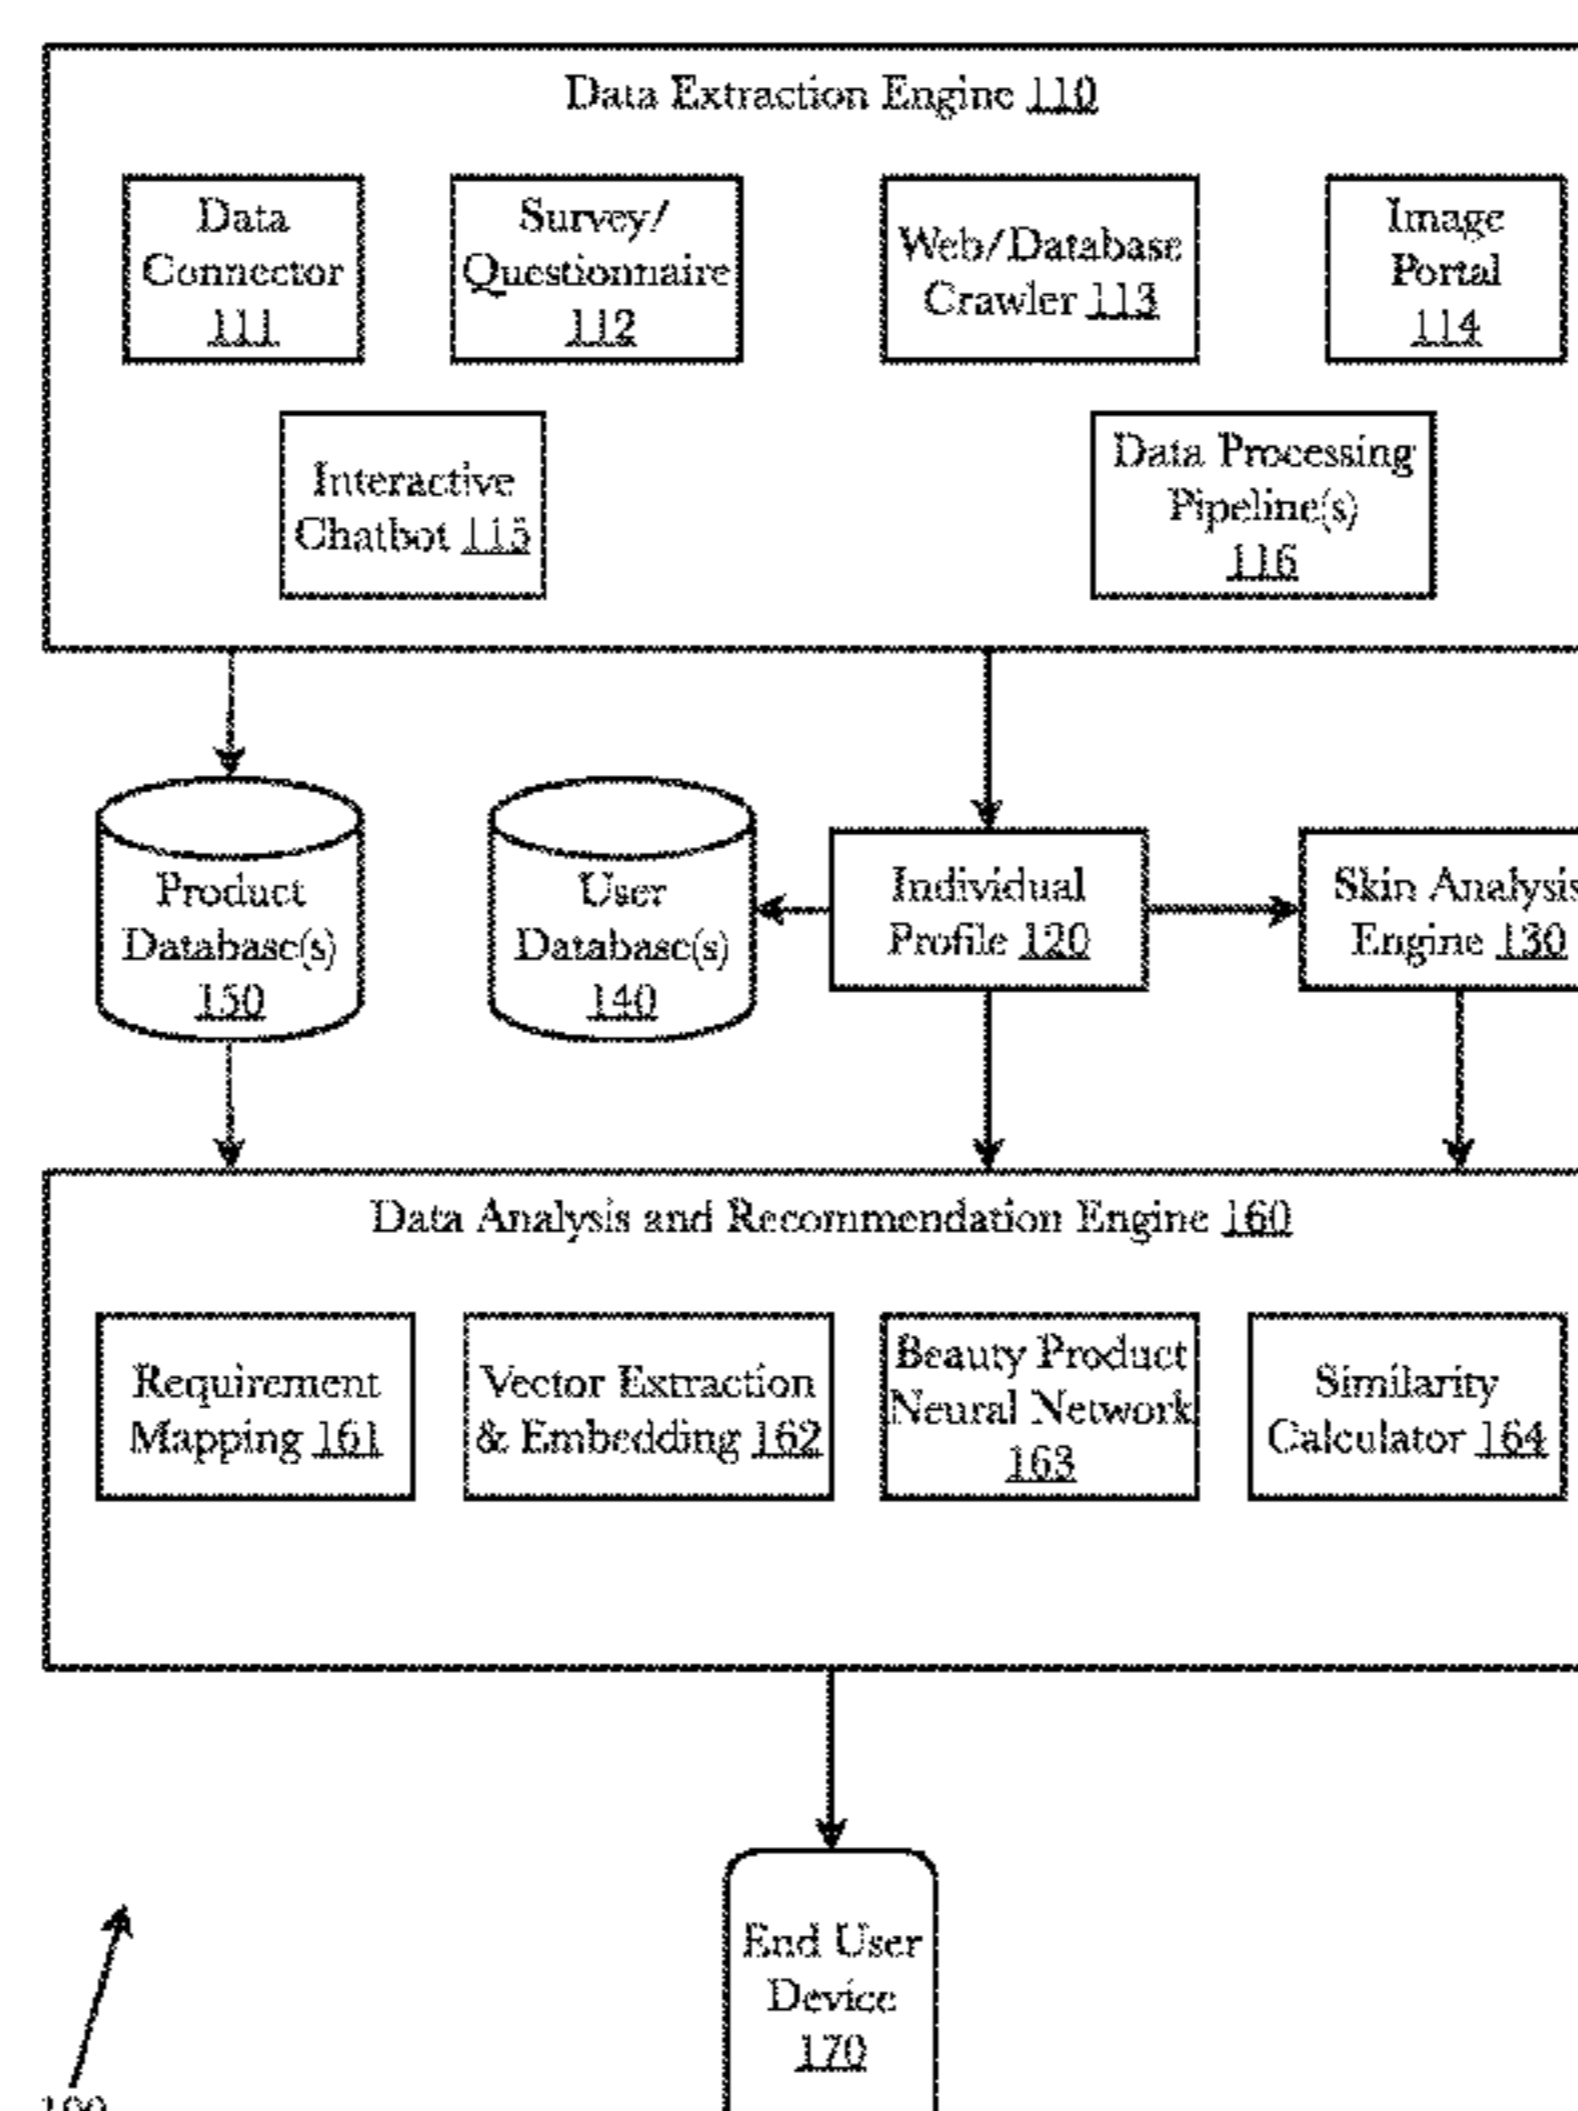 Data Extraction Engine 110
Data
Connector
111
Survey/
Questionnaire
112
Web/Database
Crawler 113
Image
Portal
114
Interactive
Chatbot 115
Data Processing
Pipeline(s)
116
Product
Database(s)
150
User
Database(s)
140
Individual
Profile 120
Skin Analysis
Engine 130
Data Analysis and Recommendation Engine 160
Requirement
Mapping 161
Vector Extraction
& Embedding 162
Beauty Product
Neural Network
163
Similarity
Calculator 164
End User
Device
170